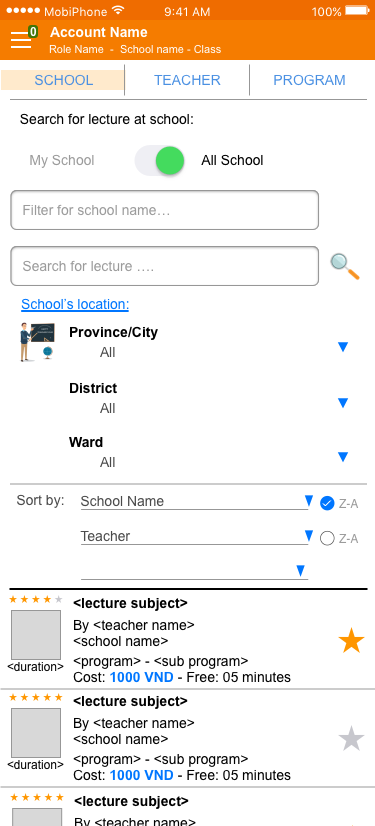 MobiPhone 9:41 AM 100%
0 Account Name
Role Name - School name - Class
SCHOOL TEACHER PROGRAM
Search for lecture at school:
My School All School
Filter for school name…
Search for lecture ….
School's location:
Province/City
All
District
All
Ward
All
Sort by: School Name Z-A
Teacher Z-A
<lecture subject>
By <teacher name>
<school name>
<program> - <sub program>
<duration>
Cost: 1000 VND - Free: 05 minutes
<lecture subject>
By <teacher name>
<school name>
<program> - <sub program>
<duration>
Cost: 1000 VND - Free: 05 minutes
<lecture subject>
By <teacher name>